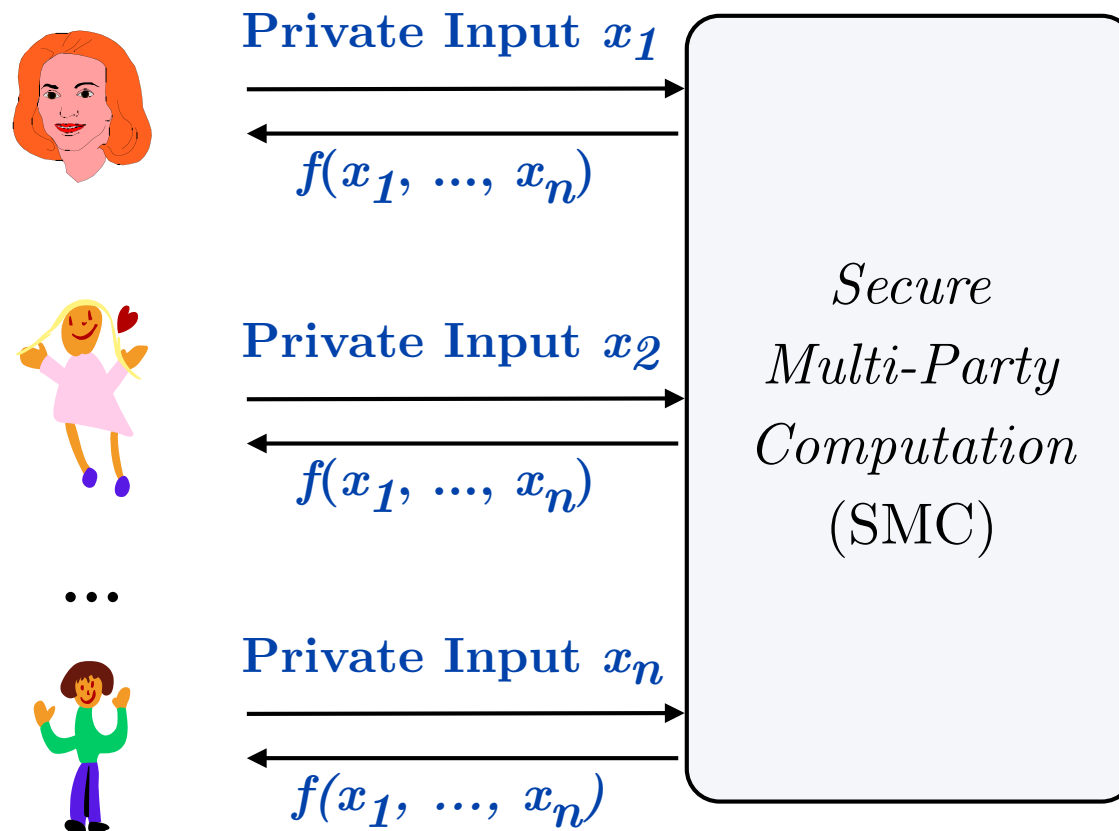 Private Input x1
f(x1, ..., xn)
Private Input x2
f(x1, ..., xn)
...
Private Input xn
f(x1, ..., xn)
Secure
Multi-Party
Computation
(SMC)